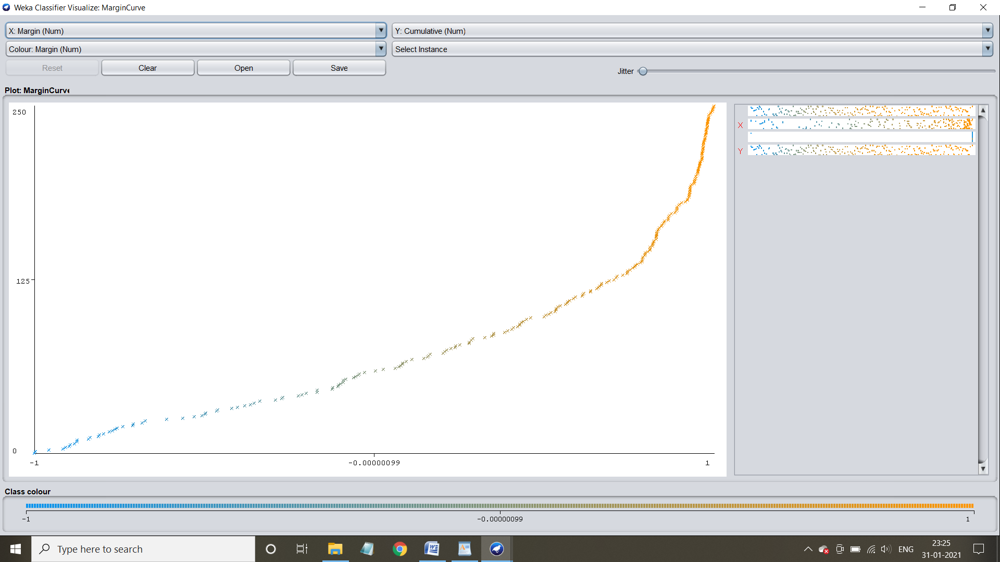 Weka Classifier Visualize: MarginCurve
X: Margin (Num)
Y: Cumulative (Num)
Colour: Margin (Num)
Select Instance
Reset
Clear
Open
Save
Jitter
Plot: MarginCurve
250
125
0
-1
-0.00000099
1
X
Y
Class colour
-1
-0.00000099
1
Type here to search
ENG
23:25
31-01-2021